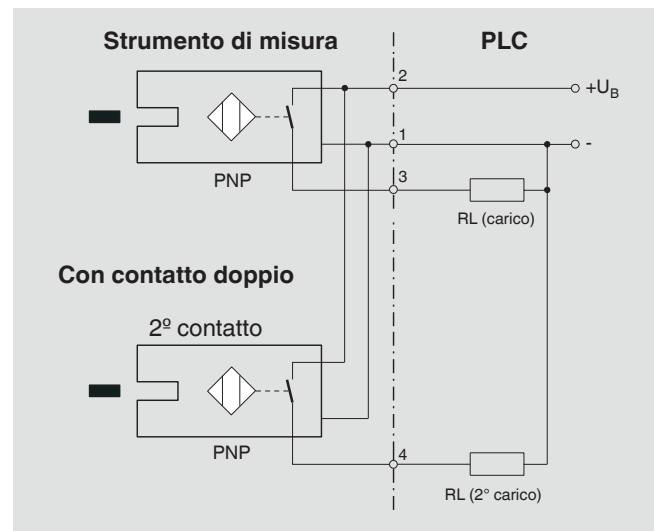 Strumento di misura
PLC
2
+U_B
1
-
PNP
3
RL (carico)
Con contatto doppio
2º contatto
PNP
4
RL (2° carico)